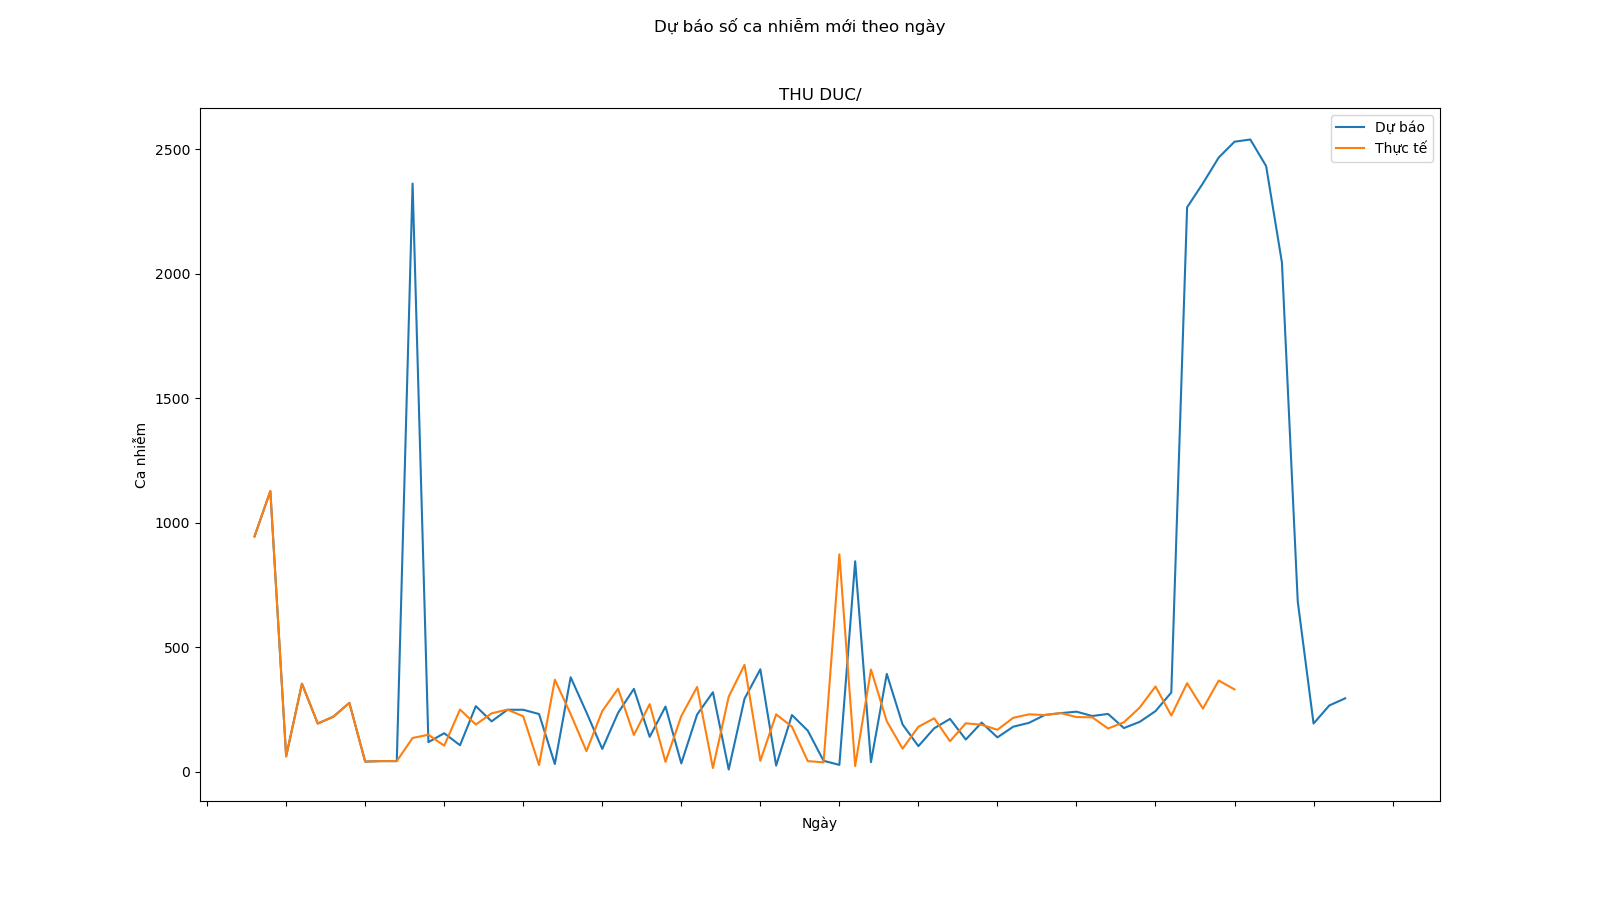 Dự báo số ca nhiễm mới theo ngày
THU DUC/
Dự báo
Thực tế
2500
2000
1500
1000
500
0
Ca nhiễm
Ngày